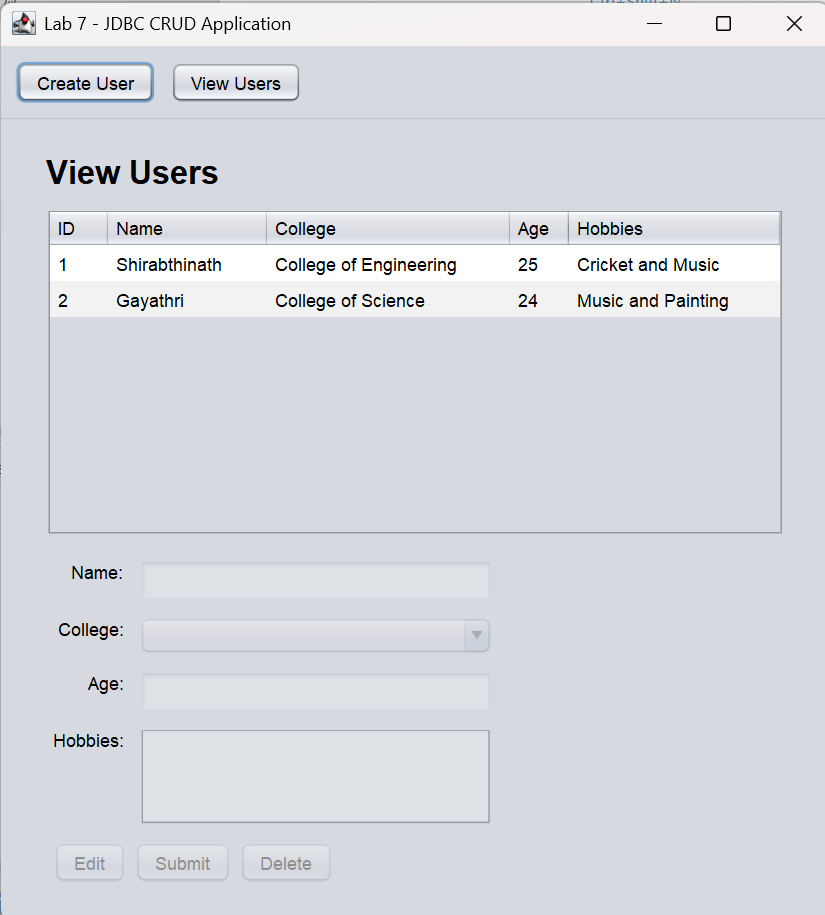 Lab 7 - JDBC CRUD Application
Create User View Users
View Users
ID Name College Age Hobbies
1 Shirabthinath College of Engineering 25 Cricket and Music
2 Gayathri College of Science 24 Music and Painting
Name:
College:
Age:
Hobbies:
Edit Submit Delete